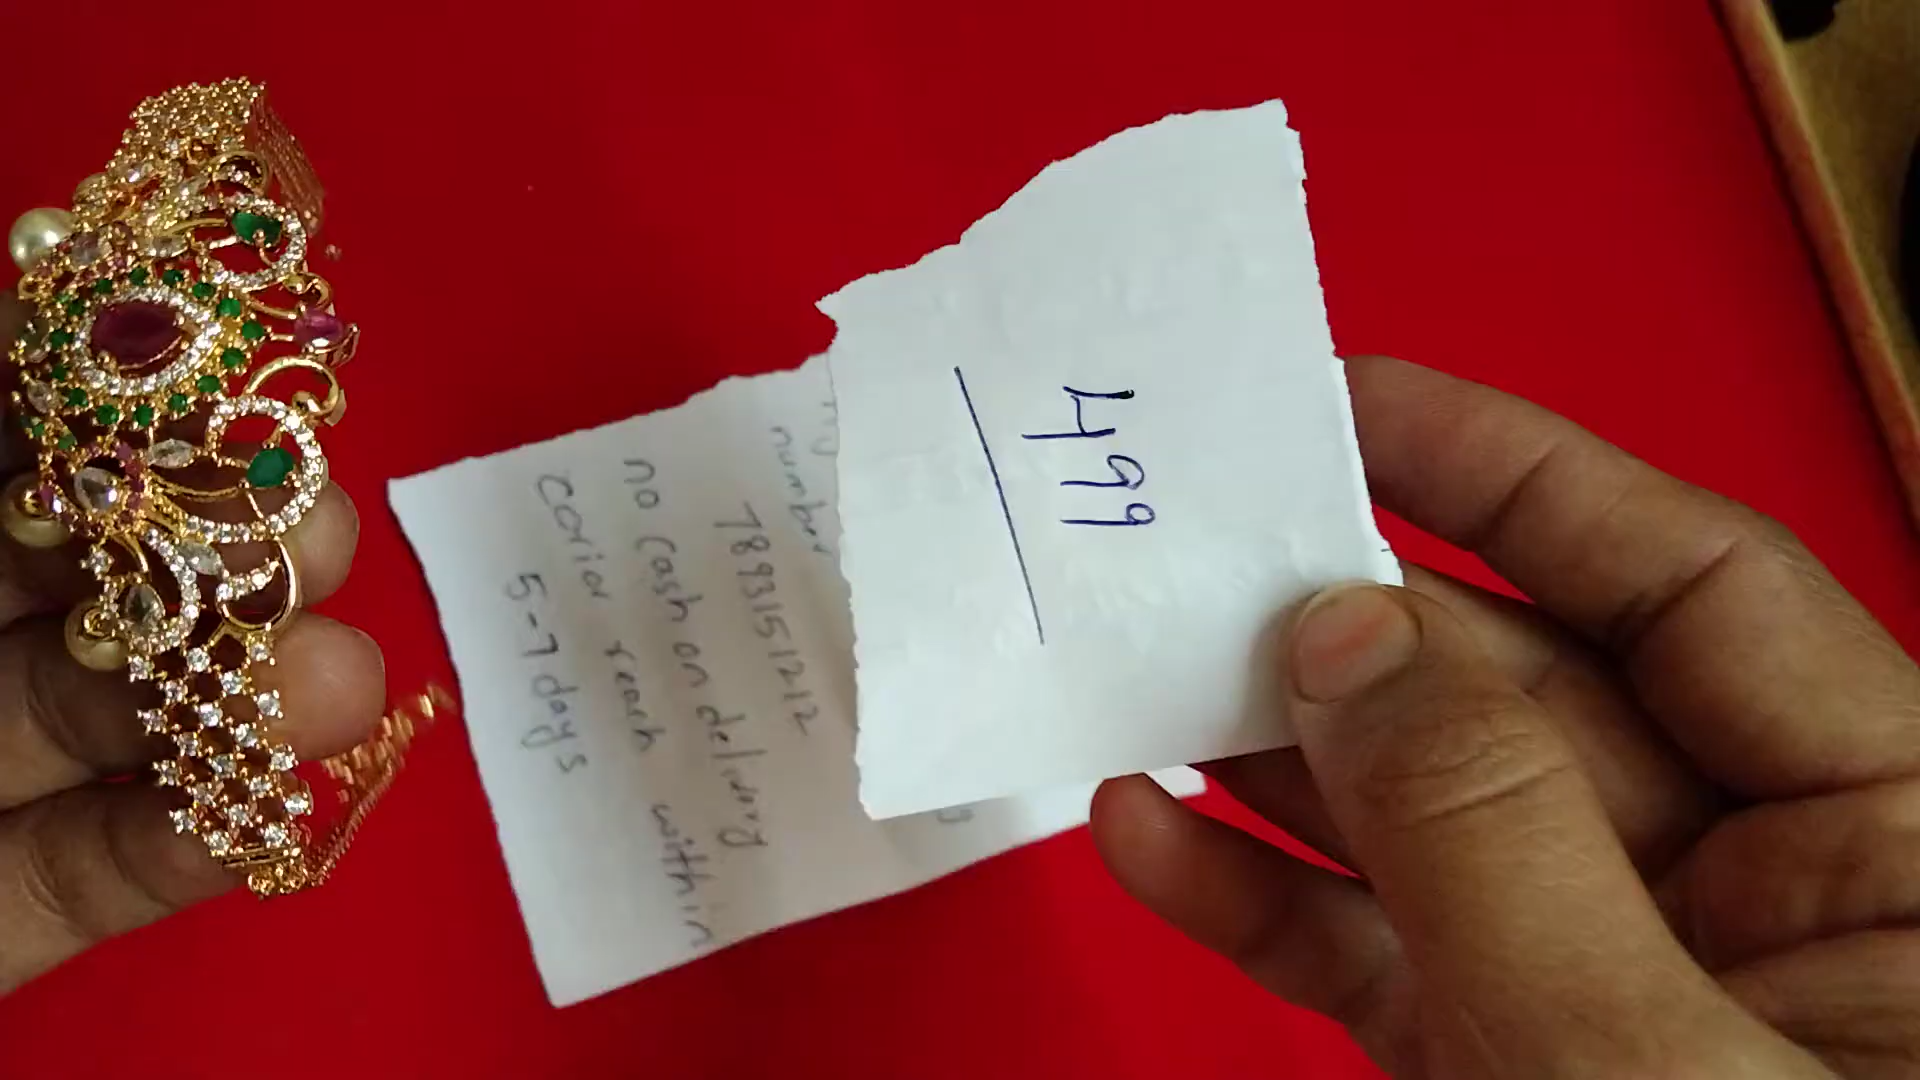 499
number
7893151212
no cash on delivery
corior reach within
5-7 days